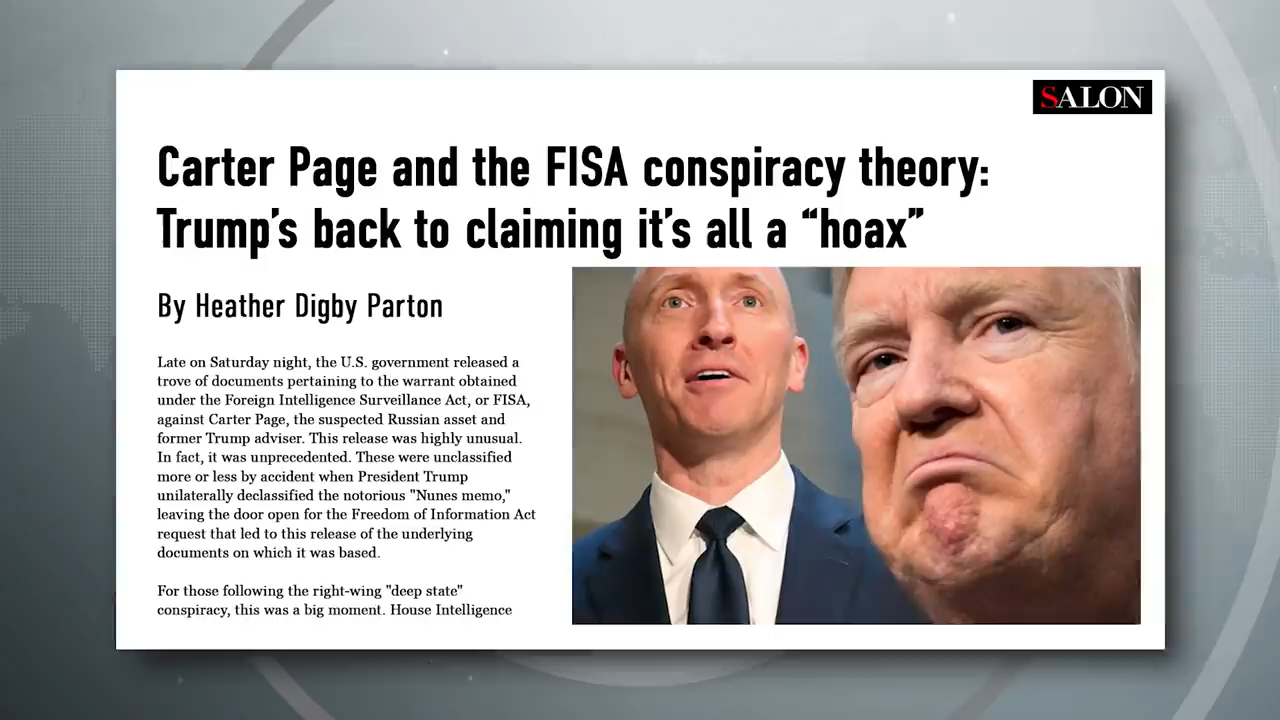 SALON
Carter Page and the FISA conspiracy theory:
Trump's back to claiming it's all a “hoax”
By Heather Digby Parton
Late on Saturday night, the U.S. government released a
trove of documents pertaining to the warrant obtained
under the Foreign Intelligence Surveillance Act, or FISA,
against Carter Page, the suspected Russian asset and
former Trump adviser. This release was highly unusual.
In fact, it was unprecedented. These were unclassified
more or less by accident when President Trump
unilaterally declassified the notorious "Nunes memo,"
leaving the door open for the Freedom of Information Act
request that led to this release of the underlying
documents on which it was based.
For those following the right-wing "deep state"
conspiracy, this was a big moment. House Intelligence